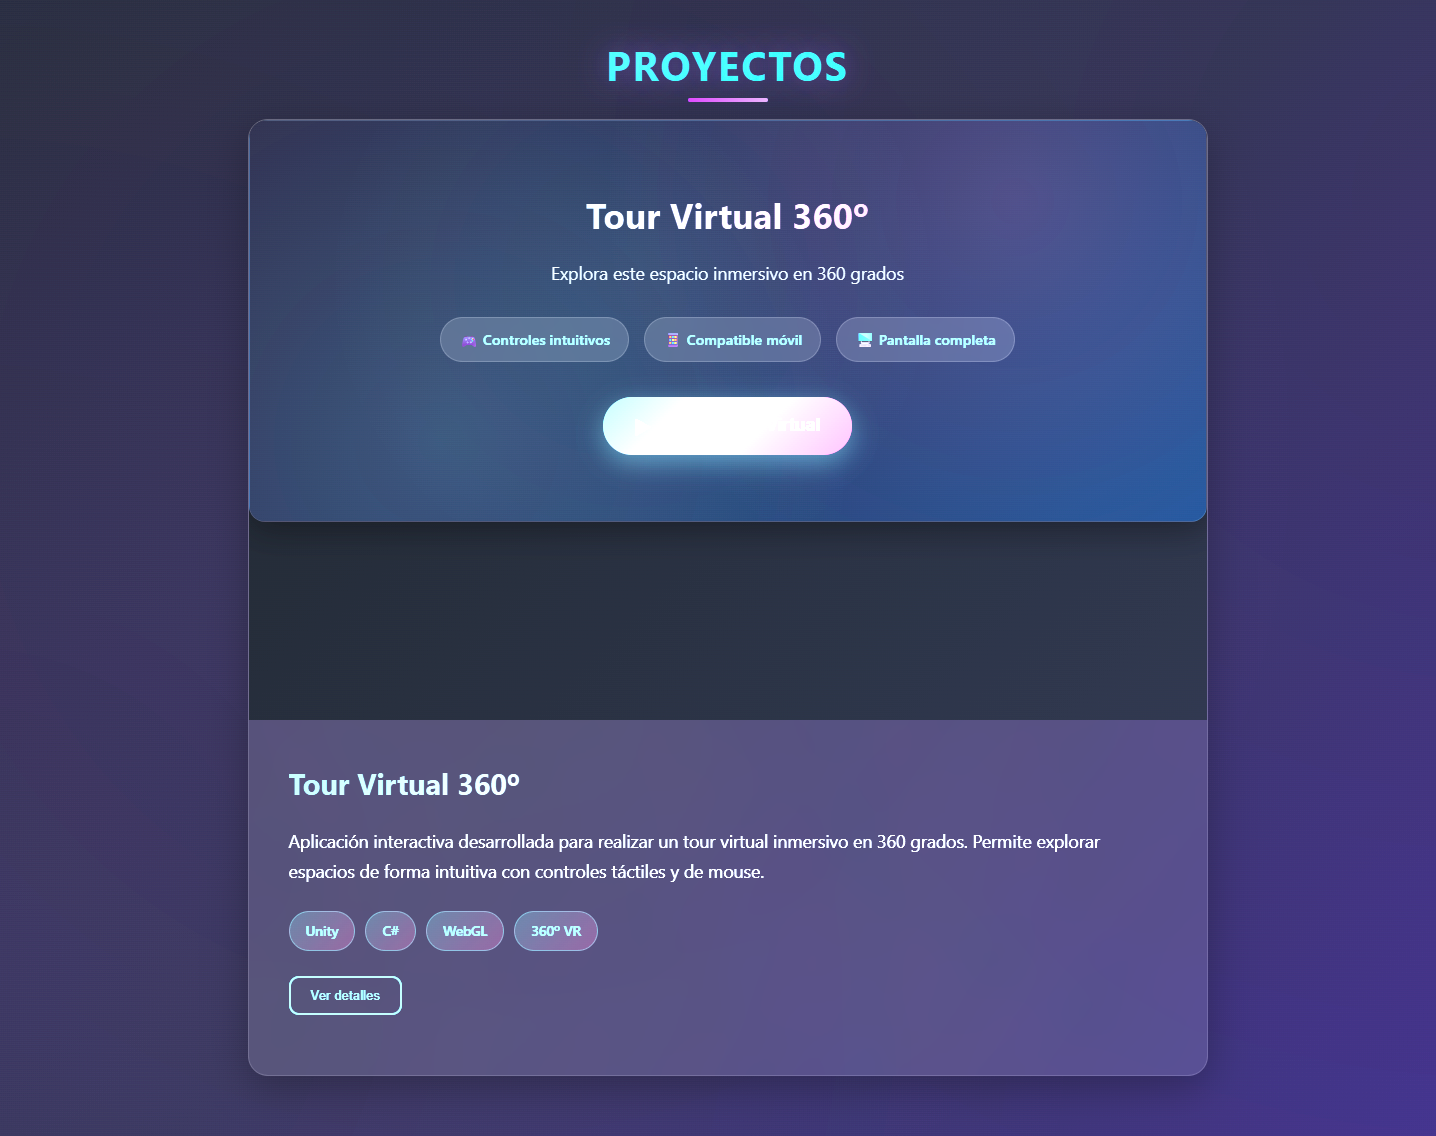 PROYECTOS
Tour Virtual 360º
Explora este espacio inmersivo en 360 grados
Controles intuitivos
Compatible móvil
Pantalla completa
Tour Virtual 360º
Aplicación interactiva desarrollada para realizar un tour virtual inmersivo en 360 grados. Permite explorar
espacios de forma intuitiva con controles táctiles y de mouse.
Unity
C#
WebGL
360º VR
Ver detalles